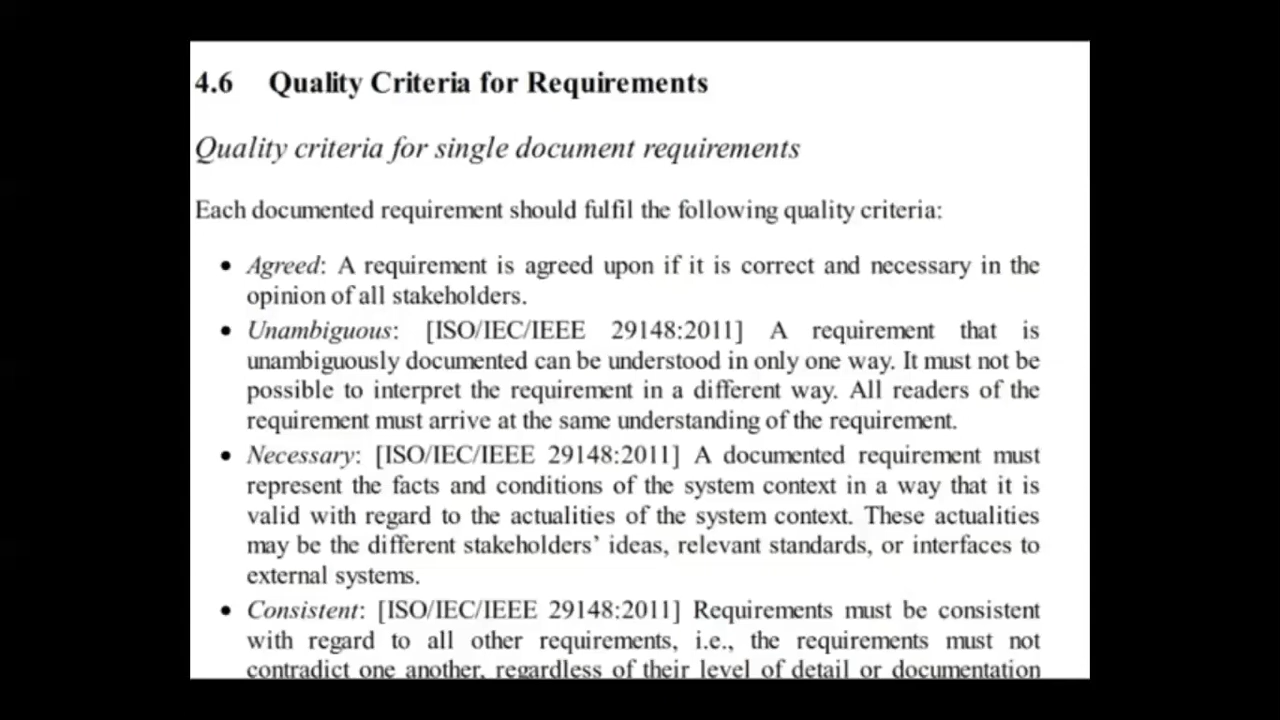 4.6 Quality Criteria for Requirements
Quality criteria for single document requirements
Each documented requirement should fulfil the following quality criteria:
• Agreed: A requirement is agreed upon if it is correct and necessary in the
opinion of all stakeholders.
• Unambiguous: [ISO/IEC/IEEE 29148:2011] A requirement that is
unambiguously documented can be understood in only one way. It must not be
possible to interpret the requirement in a different way. All readers of the
requirement must arrive at the same understanding of the requirement.
• Necessary: [ISO/IEC/IEEE 29148:2011] A documented requirement must
represent the facts and conditions of the system context in a way that it is
valid with regard to the actualities of the system context. These actualities
may be the different stakeholders’ ideas, relevant standards, or interfaces to
external systems.
• Consistent: [ISO/IEC/IEEE 29148:2011] Requirements must be consistent
with regard to all other requirements, i.e., the requirements must not
contradict one another, regardless of their level of detail or documentation